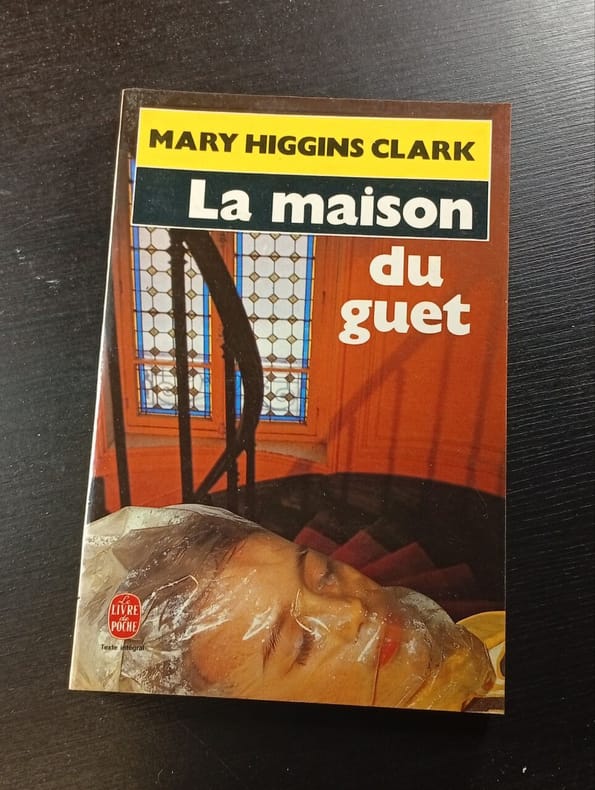 MARY HIGGINS CLARK
La maison
du
guet
Le
LIVRE
de
POCHE
Texte intégral